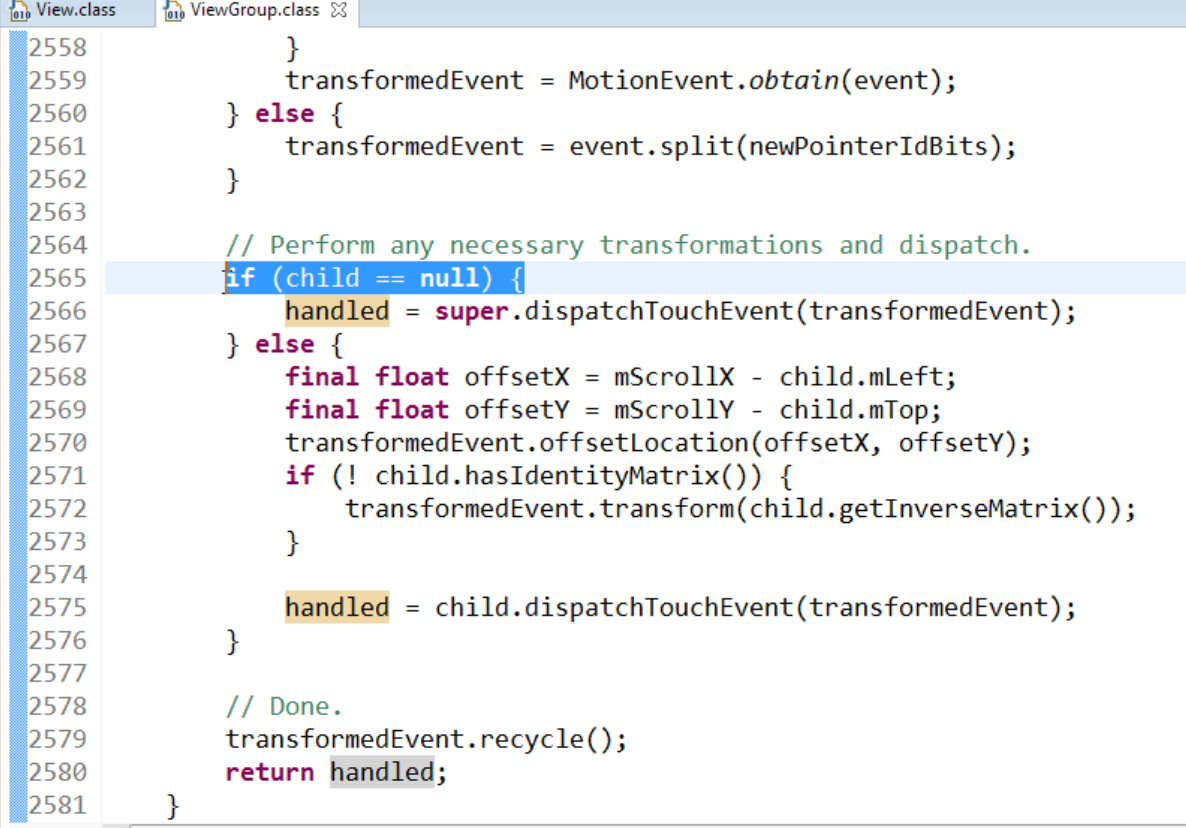 View.class ViewGroup.class
2558 }
2559 transformedEvent = MotionEvent.obtain(event);
2560 } else {
2561 transformedEvent = event.split(newPointerIdBits);
2562 }
2563
2564 // Perform any necessary transformations and dispatch.
2565 if (child == null) {
2566 handled = super.dispatchTouchEvent(transformedEvent);
2567 } else {
2568 final float offsetX = mScrollX - child.mLeft;
2569 final float offsetY = mScrollY - child.mTop;
2570 transformedEvent.offsetLocation(offsetX, offsetY);
2571 if (! child.hasIdentityMatrix()) {
2572 transformedEvent.transform(child.getInverseMatrix());
2573 }
2574
2575 handled = child.dispatchTouchEvent(transformedEvent);
2576 }
2577
2578 // Done.
2579 transformedEvent.recycle();
2580 return handled;
2581 }